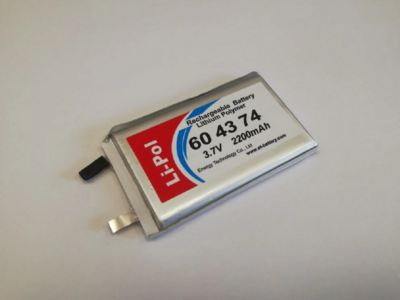 Li-Pol
Rechargeable Battery
Lithium Polymer
60 43 74
3.7V 2200mAh
Energy Technology Co., Ltd